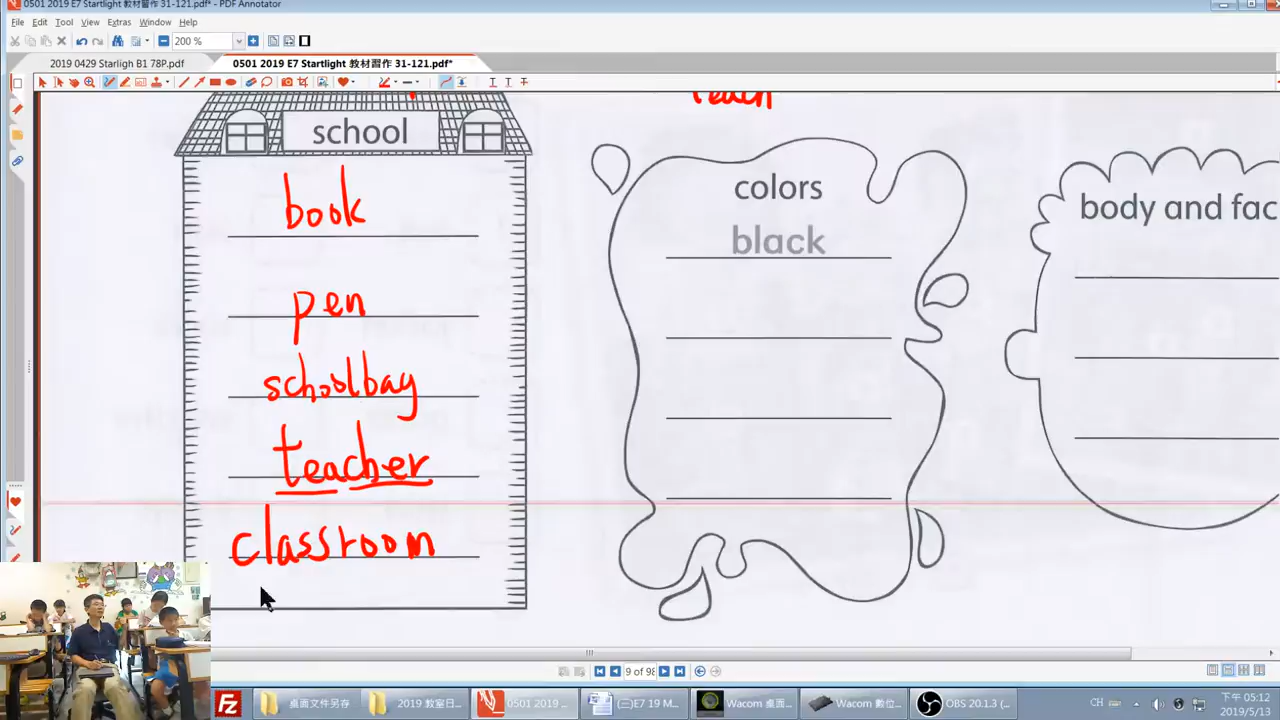 0501 2019 E7 Startlight 教材習作 31-121.pdf* - PDF Annotator
File Edit Tool View Extras Window Help
200 %
2019 0429 Starligh B1 78P.pdf
0501 2019 E7 Startlight 教材習作 31-121.pdf*
Teach
school
book
pen
schoolbag
teacher
classroom
colors
black
body and fac
9 of 98
桌面文件另存
2019 教室日...
0501 2019 ...
(三)E7 19 M...
Wacom 桌面...
Wacom 數位...
OBS 20.1.3 (...
CH
下午 05:12
2019/5/13